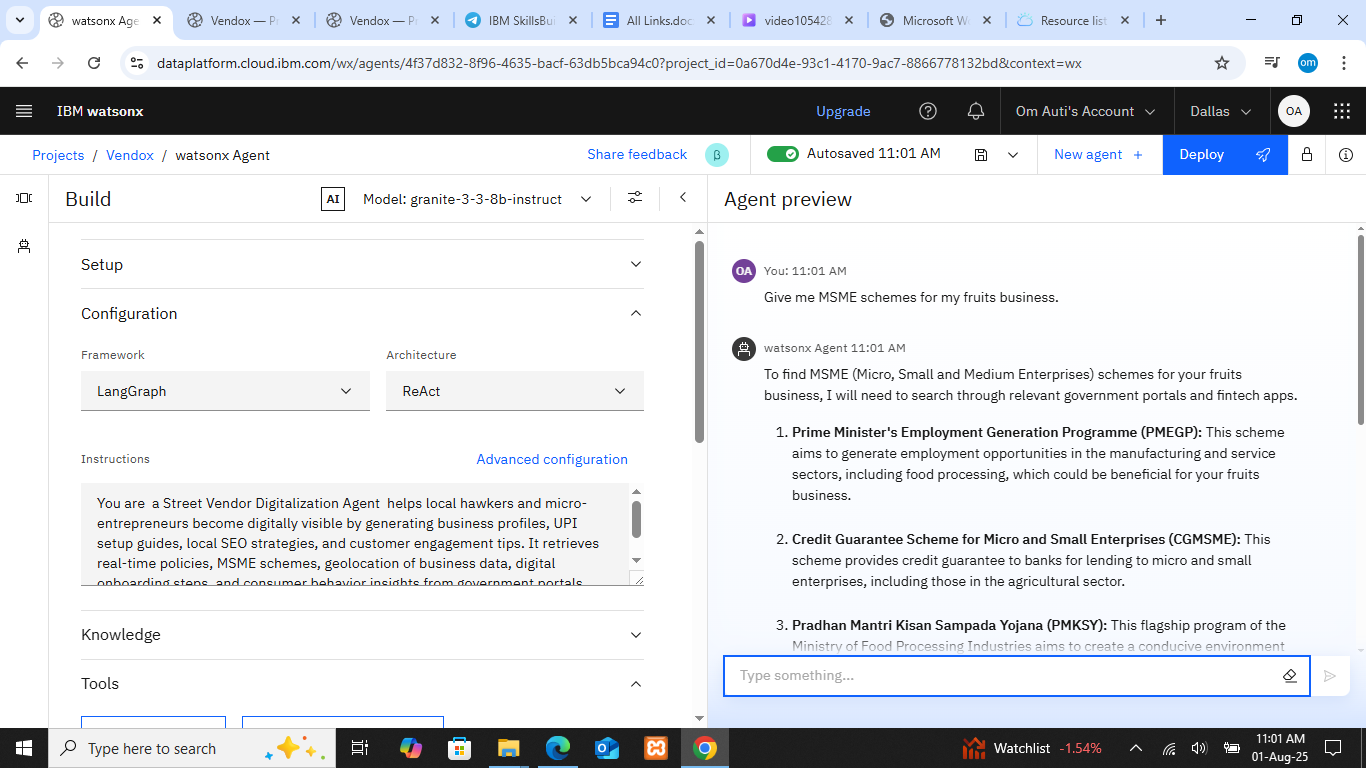 watsonx Age
Vendox — Pr
Vendox — Pr
IBM SkillsBui
All Links.doc
video105428
Microsoft W
Resource list
dataplatform.cloud.ibm.com/wx/agents/4f37d832-8f96-4635-bacf-63db5bca94c0?project_id=0a670d4e-93c1-4170-9ac7-8866778132bd&context=wx
om
IBM watsonx
Upgrade
Om Auti's Account
Dallas
OA
Projects / Vendox / watsonx Agent
Share feedback
β
Autosaved 11:01 AM
New agent +
Deploy
Build
AI
Model: granite-3-3-8b-instruct
Agent preview
Setup
Configuration
Framework
Architecture
LangGraph
ReAct
Instructions
Advanced configuration
You are a Street Vendor Digitalization Agent helps local hawkers and micro-
entrepreneurs become digitally visible by generating business profiles, UPI
setup guides, local SEO strategies, and customer engagement tips. It retrieves
real-time policies, MSME schemes, geolocation of business data, digital
onboarding steps, and consumer behavior insights from government portals
Knowledge
Tools
OA
You: 11:01 AM
Give me MSME schemes for my fruits business.
watsonx Agent 11:01 AM
To find MSME (Micro, Small and Medium Enterprises) schemes for your fruits
business, I will need to search through relevant government portals and fintech apps.
1. Prime Minister's Employment Generation Programme (PMEGP): This scheme
aims to generate employment opportunities in the manufacturing and service
sectors, including food processing, which could be beneficial for your fruits
business.
2. Credit Guarantee Scheme for Micro and Small Enterprises (CGMSME): This
scheme provides credit guarantee to banks for lending to micro and small
enterprises, including those in the agricultural sector.
3. Pradhan Mantri Kisan Sampada Yojana (PMKSY): This flagship program of the
Ministry of Food Processing Industries aims to create a conducive environment
Type something...
Type here to search
Watchlist -1.54%
11:01 AM
01-Aug-25